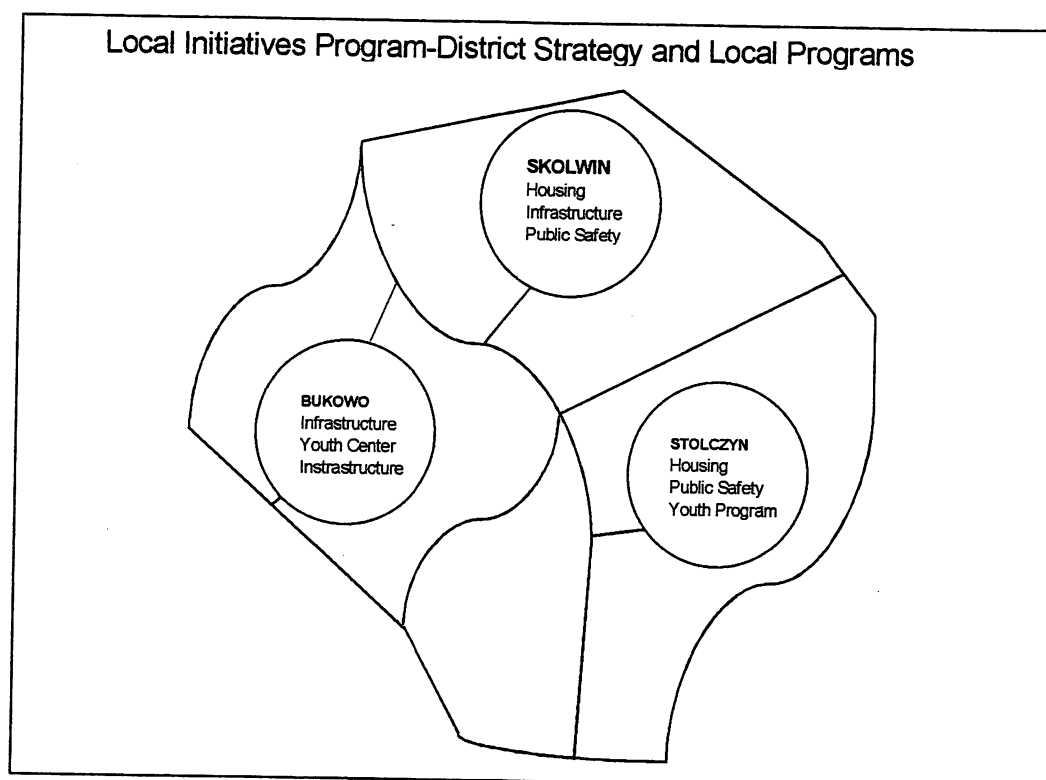 Local Initiatives Program-District Strategy and Local Programs
SKOLWIN
Housing
Infrastructure
Public Safety
BUKOWO
Infrastructure
Youth Center
Instrastructure
STOLCZYN
Housing
Public Safety
Youth Program